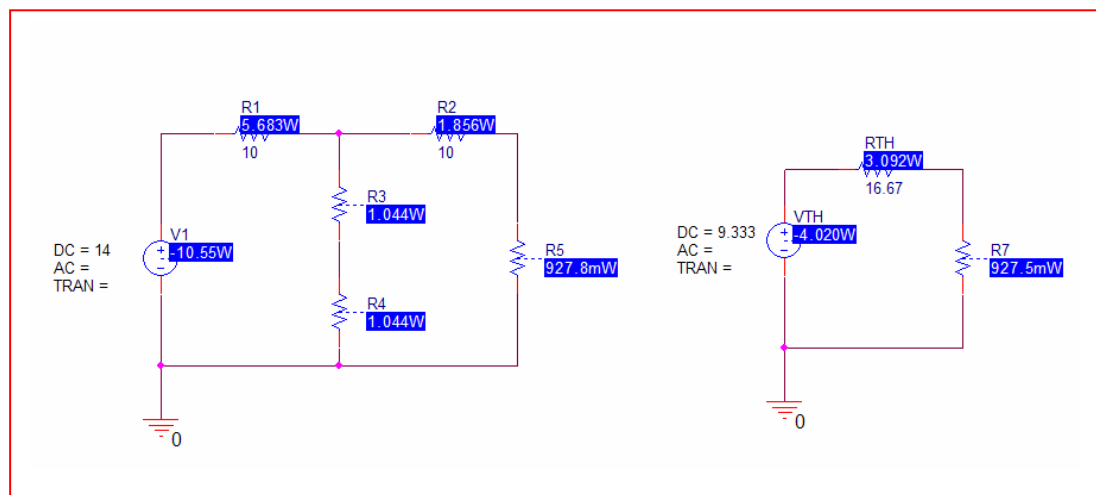 R1
5.683W
10
R2
1.856W
10
R3
1.044W
R4
1.044W
R5
927.8mW
V1
-10.55W
DC = 14
AC =
TRAN =
0
RTH
3.092W
16.67
VTH
-4.020W
DC = 9.333
AC =
TRAN =
R7
927.5mW
0